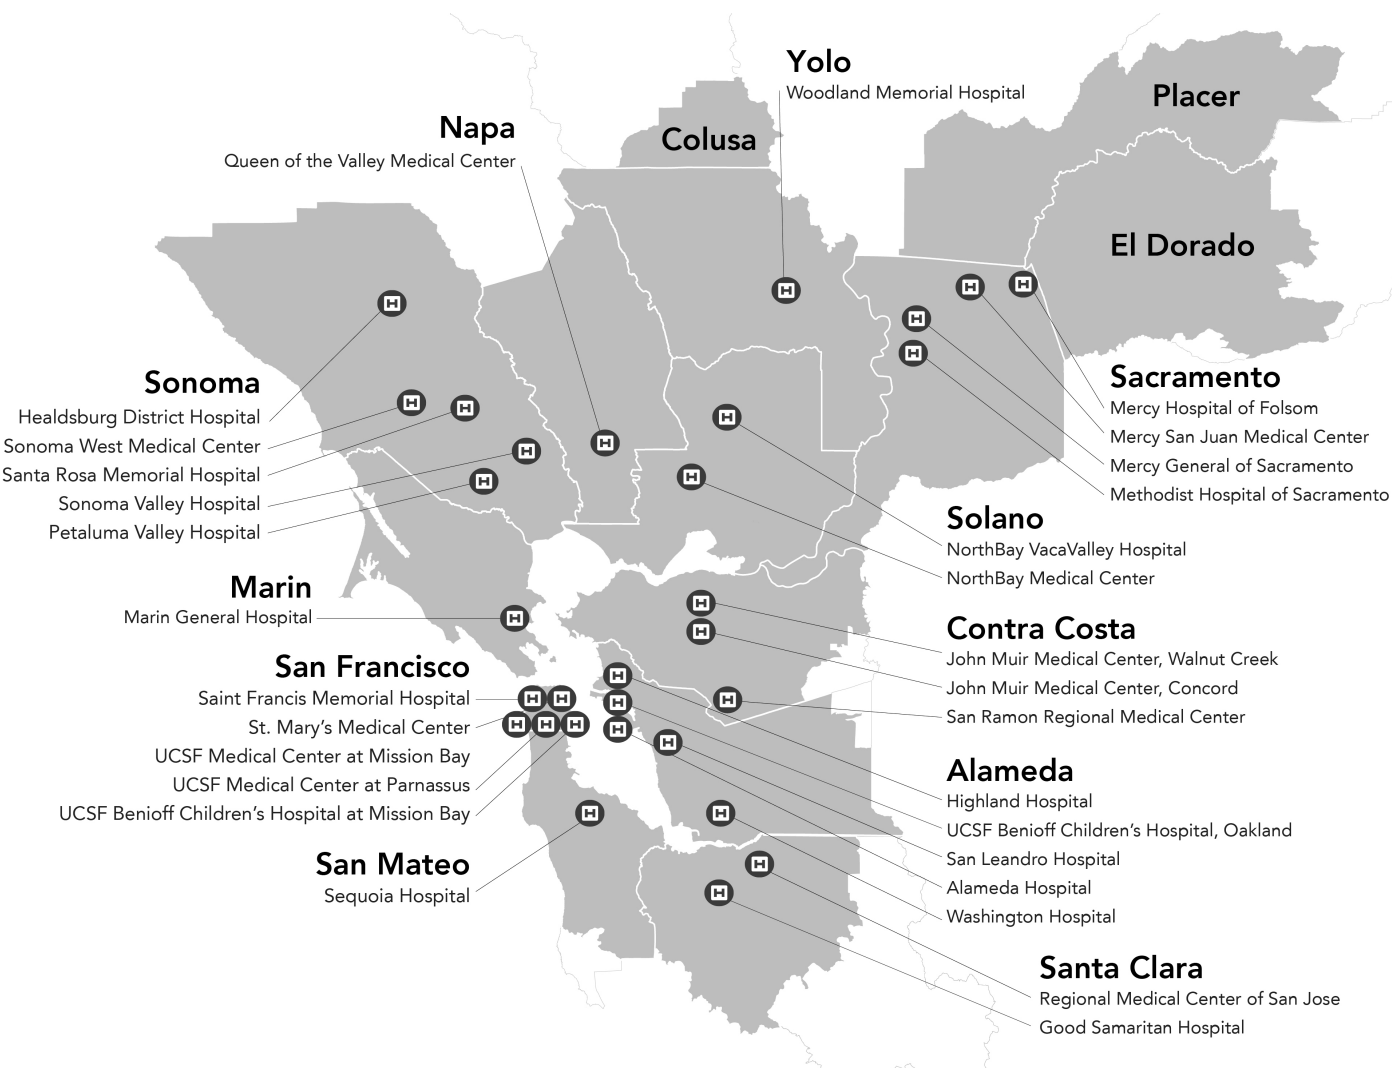 Yolo
Woodland Memorial Hospital
Placer
Napa
Queen of the Valley Medical Center
Colusa
El Dorado
Sonoma
Healdsburg District Hospital
Sonoma West Medical Center
Santa Rosa Memorial Hospital
Sonoma Valley Hospital
Petaluma Valley Hospital
Sacramento
Mercy Hospital of Folsom
Mercy San Juan Medical Center
Mercy General of Sacramento
Methodist Hospital of Sacramento
Solano
NorthBay VacaValley Hospital
NorthBay Medical Center
Marin
Marin General Hospital
Contra Costa
John Muir Medical Center, Walnut Creek
John Muir Medical Center, Concord
San Ramon Regional Medical Center
San Francisco
Saint Francis Memorial Hospital
St. Mary’s Medical Center
UCSF Medical Center at Mission Bay
UCSF Medical Center at Parnassus
UCSF Benioff Children’s Hospital at Mission Bay
Alameda
Highland Hospital
UCSF Benioff Children’s Hospital, Oakland
San Leandro Hospital
Alameda Hospital
Washington Hospital
San Mateo
Sequoia Hospital
Santa Clara
Regional Medical Center of San Jose
Good Samaritan Hospital